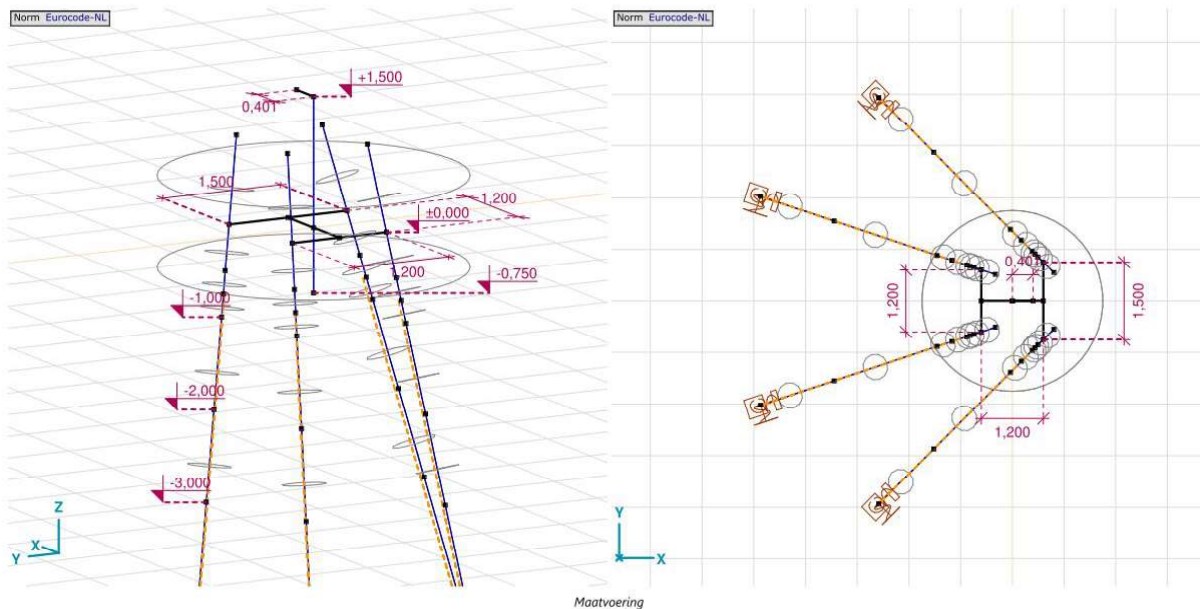 Norm Eurocode-NL
+1,500
0,401
1,500
1,200
±0,000
1,200
-0,750
-1,000
-2,000
-3,000
Z
X
Y
Norm Eurocode-NL
0,401
1,200
1,500
1,200
Y
X
Maatvoering